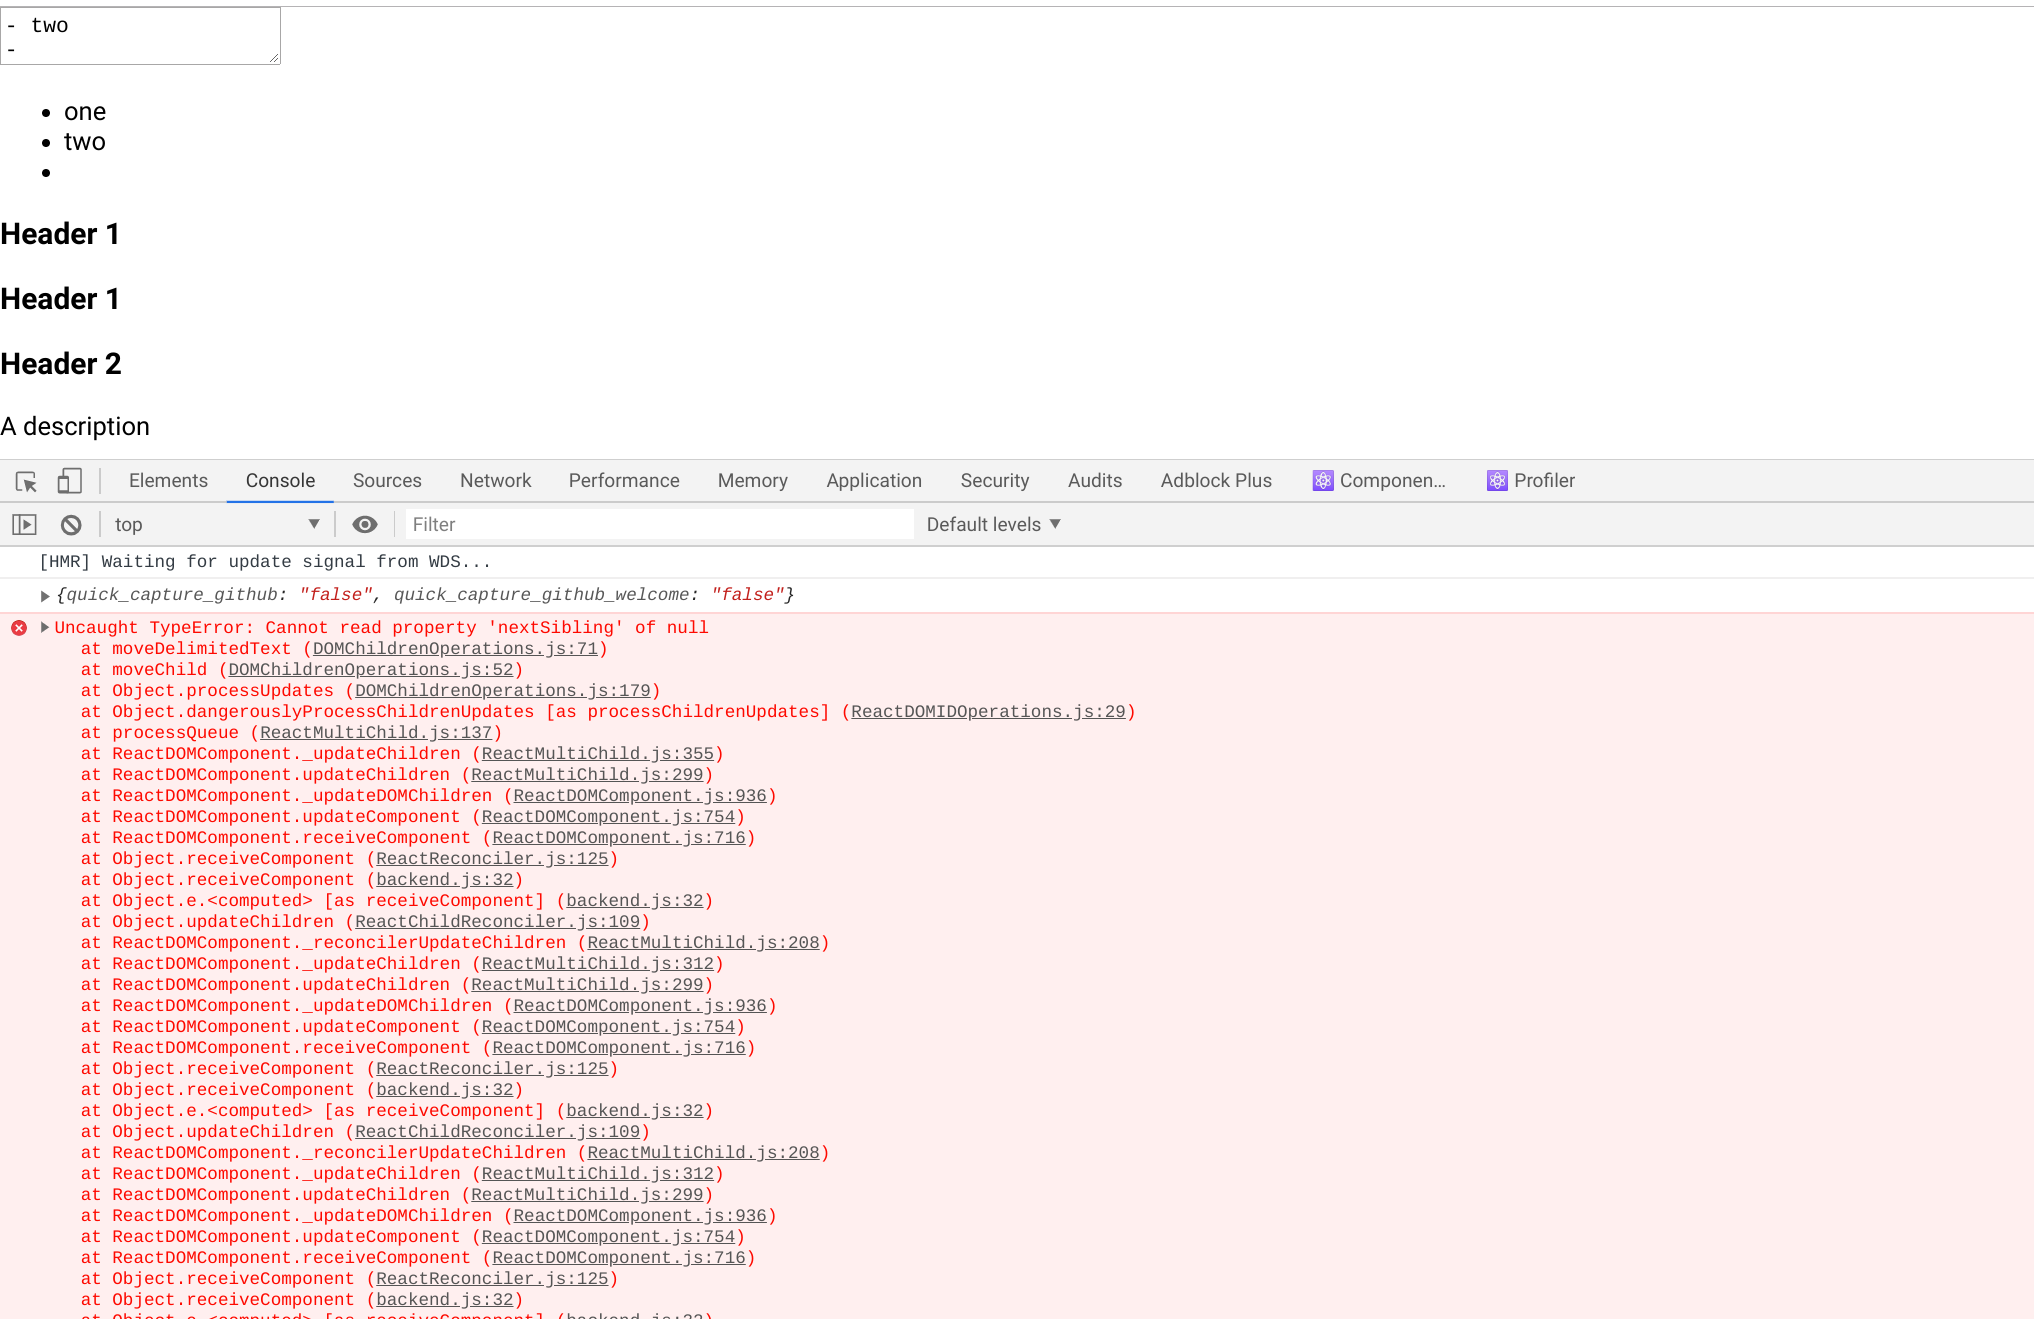 - two
-
• one
• two
•
Header 1
Header 1
Header 2
A description
Elements Console Sources Network Performance Memory Application Security Audits Adblock Plus Componen… Profiler
top Filter Default levels
[HMR] Waiting for update signal from WDS...
{quick_capture_github: "false", quick_capture_github_welcome: "false"}
Uncaught TypeError: Cannot read property 'nextSibling' of null
at moveDelimitedText (DOMChildrenOperations.js:71)
at moveChild (DOMChildrenOperations.js:52)
at Object.processUpdates (DOMChildrenOperations.js:179)
at Object.dangerouslyProcessChildrenUpdates [as processChildrenUpdates] (ReactDOMIDOperations.js:29)
at processQueue (ReactMultiChild.js:137)
at ReactDOMComponent._updateChildren (ReactMultiChild.js:355)
at ReactDOMComponent.updateChildren (ReactMultiChild.js:299)
at ReactDOMComponent._updateDOMChildren (ReactDOMComponent.js:936)
at ReactDOMComponent.updateComponent (ReactDOMComponent.js:754)
at ReactDOMComponent.receiveComponent (ReactDOMComponent.js:716)
at Object.receiveComponent (ReactReconciler.js:125)
at Object.receiveComponent (backend.js:32)
at Object.e.<computed> [as receiveComponent] (backend.js:32)
at Object.updateChildren (ReactChildReconciler.js:109)
at ReactDOMComponent._reconcilerUpdateChildren (ReactMultiChild.js:208)
at ReactDOMComponent._updateChildren (ReactMultiChild.js:312)
at ReactDOMComponent.updateChildren (ReactMultiChild.js:299)
at ReactDOMComponent._updateDOMChildren (ReactDOMComponent.js:936)
at ReactDOMComponent.updateComponent (ReactDOMComponent.js:754)
at ReactDOMComponent.receiveComponent (ReactDOMComponent.js:716)
at Object.receiveComponent (ReactReconciler.js:125)
at Object.receiveComponent (backend.js:32)
at Object.e.<computed> [as receiveComponent] (backend.js:32)
at Object.updateChildren (ReactChildReconciler.js:109)
at ReactDOMComponent._reconcilerUpdateChildren (ReactMultiChild.js:208)
at ReactDOMComponent._updateChildren (ReactMultiChild.js:312)
at ReactDOMComponent.updateChildren (ReactMultiChild.js:299)
at ReactDOMComponent._updateDOMChildren (ReactDOMComponent.js:936)
at ReactDOMComponent.updateComponent (ReactDOMComponent.js:754)
at ReactDOMComponent.receiveComponent (ReactDOMComponent.js:716)
at Object.receiveComponent (ReactReconciler.js:125)
at Object.receiveComponent (backend.js:32)
at Object.e.<computed> [as receiveComponent] (backend.js:32)